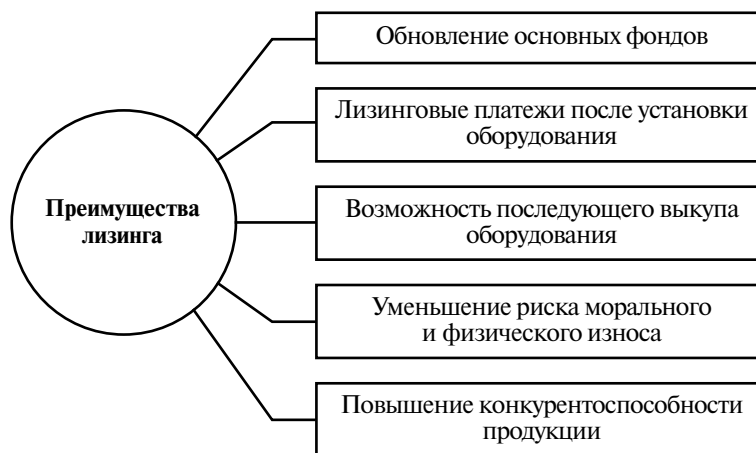 Преимущества
лизинга
Обновление основных фондов
Лизинговые платежи после установки
оборудования
Возможность последующего выкупа
оборудования
Уменьшение риска морального
и физического износа
Повышение конкурентоспособности
продукции